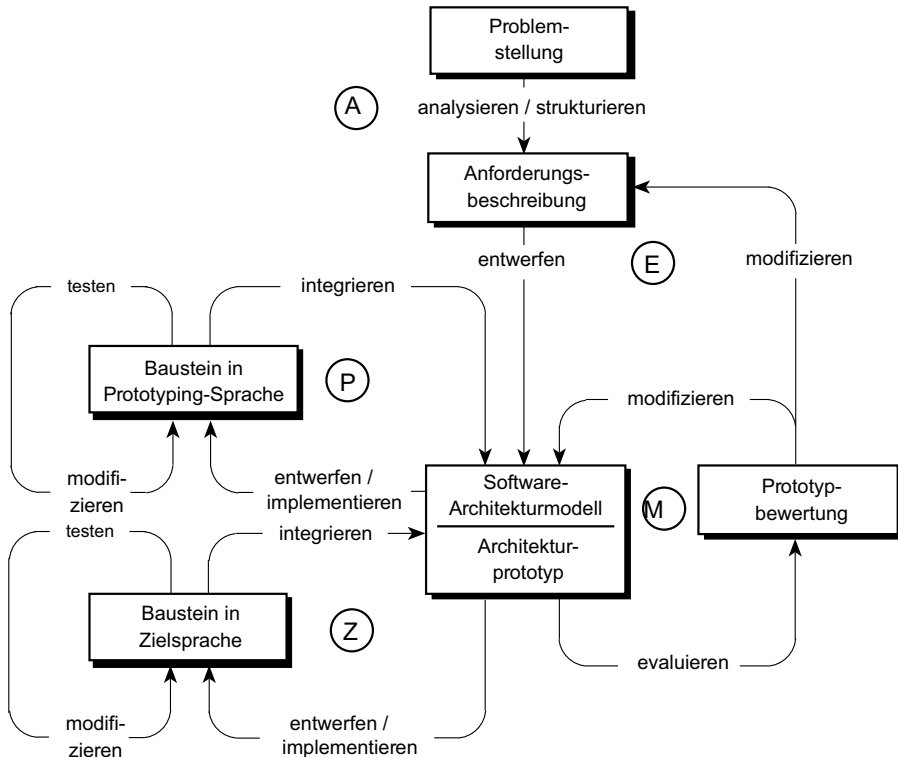 Problem-
stellung
A
analysieren / strukturieren
Anforderungs-
beschreibung
entwerfen
E
modifizieren
testen
integrieren
Baustein in
Prototyping-Sprache
P
modifizieren
modifi-
zieren
entwerfen /
implementieren
Software-
Architekturmodell
M
Prototyp-
bewertung
testen
integrieren
Architektur-
prototyp
Baustein in
Zielsprache
Z
evaluieren
modifi-
zieren
entwerfen /
implementieren